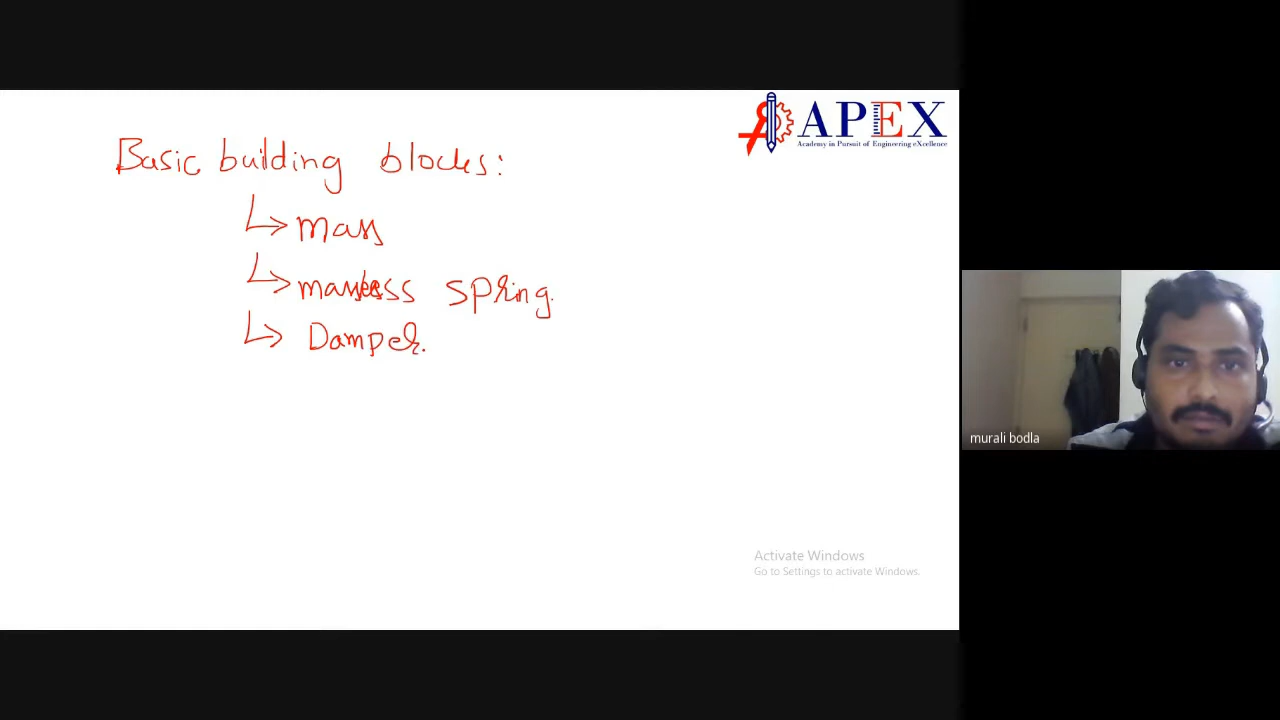 APEX
Academy in Pursuit of Engineering eXcellence
Basic building blocks:
↳ mass
↳ massless spring.
↳ Damper.
murali bodla
Activate Windows
Go to Settings to activate Windows.